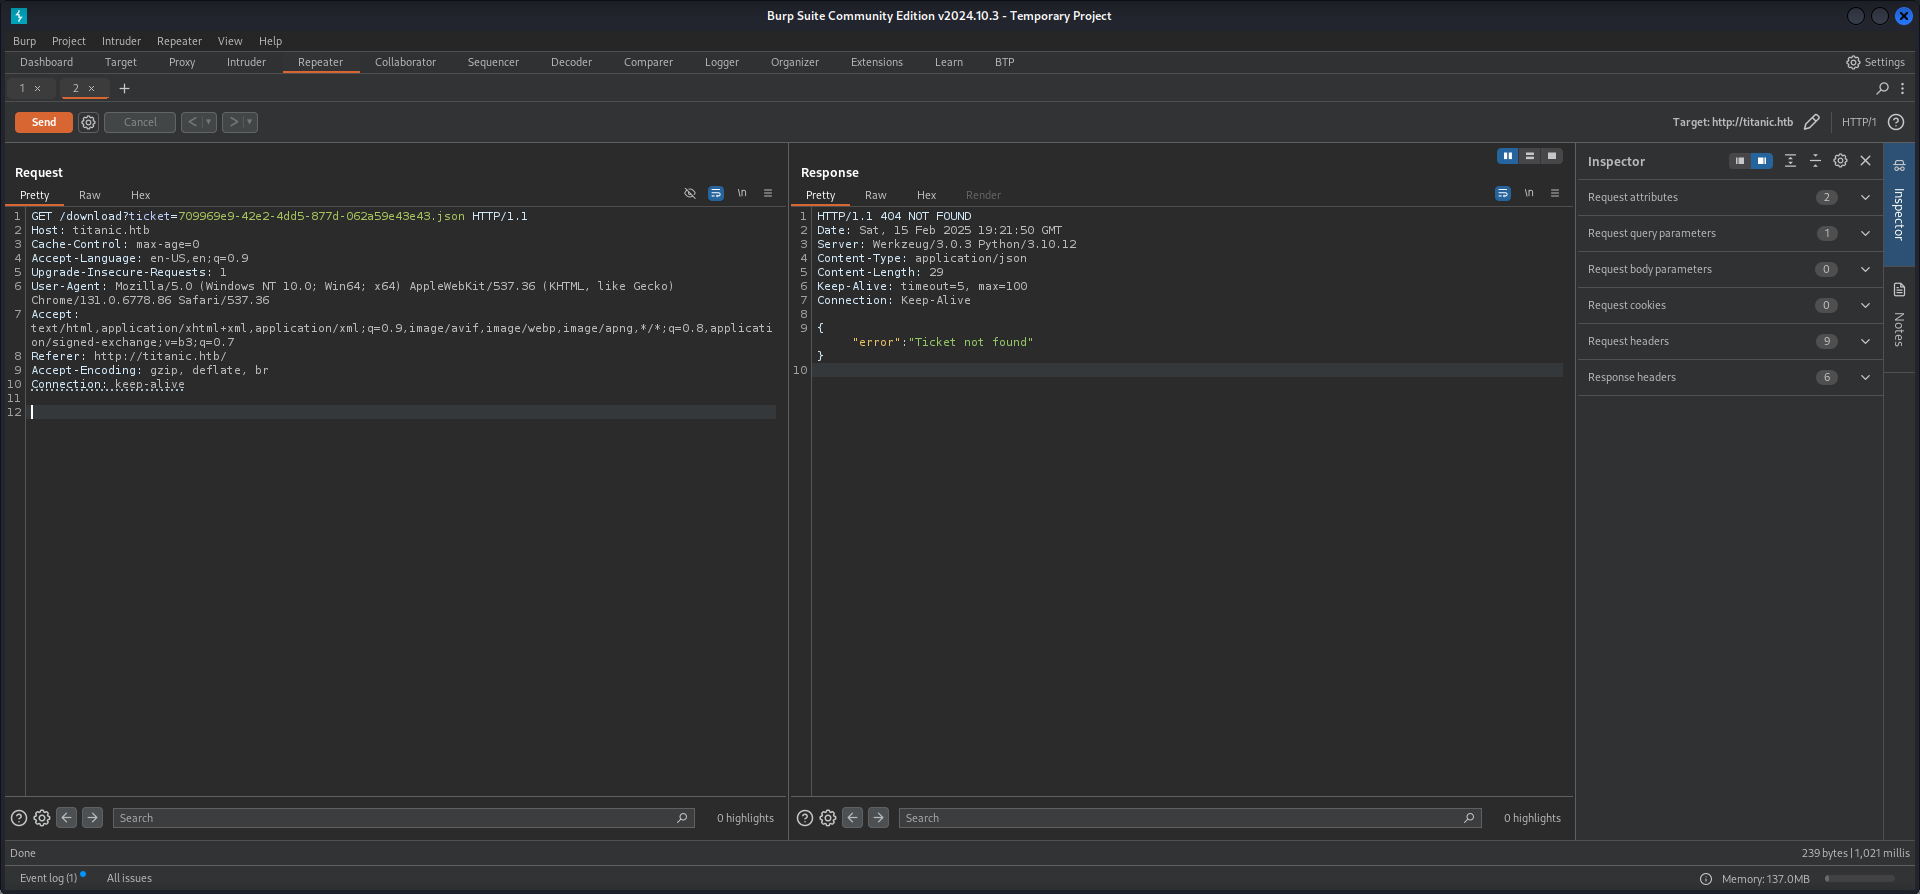 Burp Suite Community Edition v2024.10.3 - Temporary Project
Burp Project Intruder Repeater View Help
Dashboard Target Proxy Intruder Repeater Collaborator Sequencer Decoder Comparer Logger Organizer Extensions Learn BTP Settings
1 × 2 × +
Send Cancel < > Target: http://titanic.htb HTTP/1
Request
Pretty Raw Hex \n
1 GET /download?ticket=709969e9-42e2-4dd5-877d-062a59e43e43.json HTTP/1.1
2 Host: titanic.htb
3 Cache-Control: max-age=0
4 Accept-Language: en-US,en;q=0.9
5 Upgrade-Insecure-Requests: 1
6 User-Agent: Mozilla/5.0 (Windows NT 10.0; Win64; x64) AppleWebKit/537.36 (KHTML, like Gecko)
Chrome/131.0.6778.86 Safari/537.36
7 Accept:
text/html,application/xhtml+xml,application/xml;q=0.9,image/avif,image/webp,image/apng,*/*;q=0.8,applicati
on/signed-exchange;v=b3;q=0.7
8 Referer: http://titanic.htb/
9 Accept-Encoding: gzip, deflate, br
10 Connection: keep-alive
11
12
Search 0 highlights
Response
Pretty Raw Hex Render \n
1 HTTP/1.1 404 NOT FOUND
2 Date: Sat, 15 Feb 2025 19:21:50 GMT
3 Server: Werkzeug/3.0.3 Python/3.10.12
4 Content-Type: application/json
5 Content-Length: 29
6 Keep-Alive: timeout=5, max=100
7 Connection: Keep-Alive
8
9 {
"error":"Ticket not found"
}
10
Search 0 highlights
Inspector
Request attributes 2
Request query parameters 1
Request body parameters 0
Request cookies 0
Request headers 9
Response headers 6
Inspector
Notes
Done 239 bytes | 1,021 millis
Event log (1) All issues Memory: 137.0MB